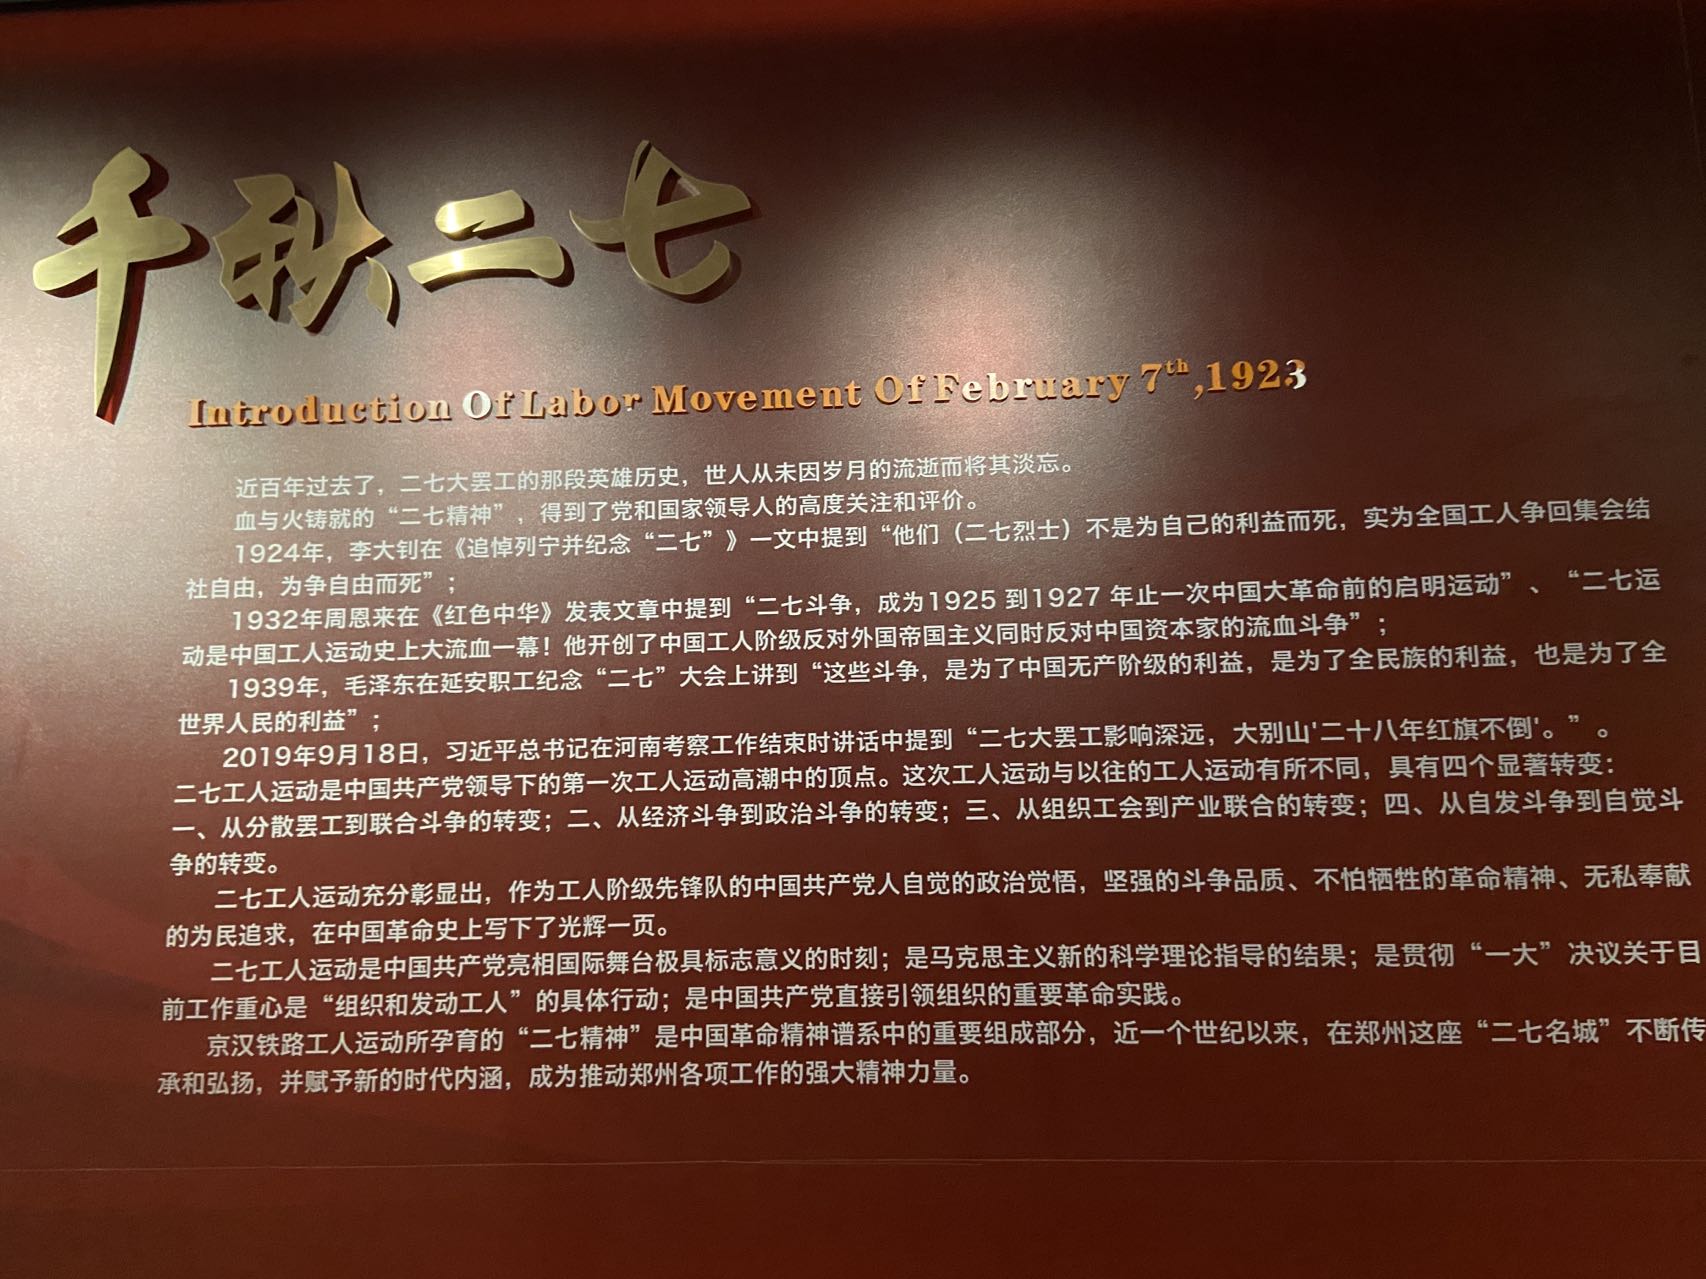 千秋二七
Introduction Of Labor Movement Of February 7th,1923
近百年过去了，二七大罢工的那段英雄历史，世人从未因岁月的流逝而将其淡忘。
血与火铸就的“二七精神”，得到了党和国家领导人的高度关注和评价。
1924年，李大钊在《追悼列宁并纪念“二七”》一文中提到“他们（二七烈士）不是为自己的利益而死，实为全国工人争回集会结
社自由，为争自由而死”；
1932年周恩来在《红色中华》发表文章中提到“二七斗争，成为1925 到1927 年止一次中国大革命前的启明运动”、“二七运
动是中国工人运动史上大流血一幕！他开创了中国工人阶级反对外国帝国主义同时反对中国资本家的流血斗争”；
1939年，毛泽东在延安职工纪念“二七”大会上讲到“这些斗争，是为了中国无产阶级的利益，是为了全民族的利益，也是为了全
世界人民的利益”；
2019年9月18日，习近平总书记在河南考察工作结束时讲话中提到“二七大罢工影响深远，大别山'二十八年红旗不倒'。”。
二七工人运动是中国共产党领导下的第一次工人运动高潮中的顶点。这次工人运动与以往的工人运动有所不同，具有四个显著转变：
一、从分散罢工到联合斗争的转变；二、从经济斗争到政治斗争的转变；三、从组织工会到产业联合的转变；四、从自发斗争到自觉斗
争的转变。
二七工人运动充分彰显出，作为工人阶级先锋队的中国共产党人自觉的政治觉悟，坚强的斗争品质、不怕牺牲的革命精神、无私奉献
的为民追求，在中国革命史上写下了光辉一页。
二七工人运动是中国共产党亮相国际舞台极具标志意义的时刻；是马克思主义新的科学理论指导的结果；是贯彻“一大”决议关于目
前工作重心是“组织和发动工人”的具体行动；是中国共产党直接引领组织的重要革命实践。
京汉铁路工人运动所孕育的“二七精神”是中国革命精神谱系中的重要组成部分，近一个世纪以来，在郑州这座“二七名城”不断传
承和弘扬，并赋予新的时代内涵，成为推动郑州各项工作的强大精神力量。